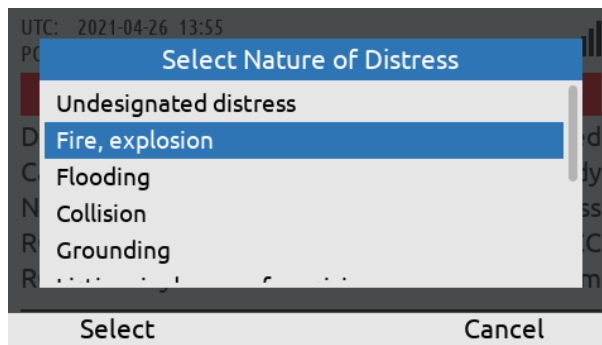 UTC: 2021-04-26 13:55
Select Nature of Distress
Undesignated distress
Fire, explosion
Flooding
Collision
Grounding
Select Cancel